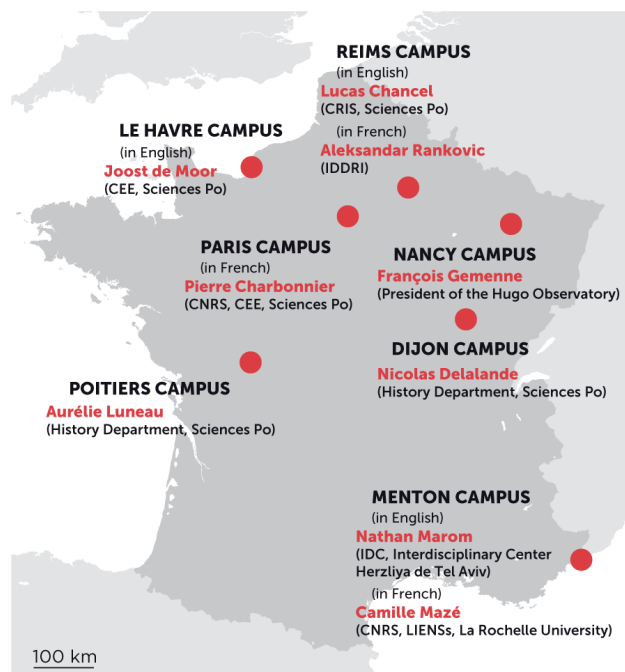 REIMS CAMPUS
(in English)
Lucas Chancel
(CRIS, Sciences Po)
(in French)
Aleksandar Rankovic
(IDDRI)
LE HAVRE CAMPUS
(in English)
Joost de Moor
(CEE, Sciences Po)
PARIS CAMPUS
(in French)
Pierre Charbonnier
(CNRS, CEE, Sciences Po)
NANCY CAMPUS
François Gemenne
(President of the Hugo Observatory)
DIJON CAMPUS
Nicolas Delalande
(History Department, Sciences Po)
POITIERS CAMPUS
Aurélie Luneau
(History Department, Sciences Po)
MENTON CAMPUS
(in English)
Nathan Marom
(IDC, Interdisciplinary Center
Herzliya de Tel Aviv)
(in French)
Camille Mazé
(CNRS, LIENSs, La Rochelle University)
100 km